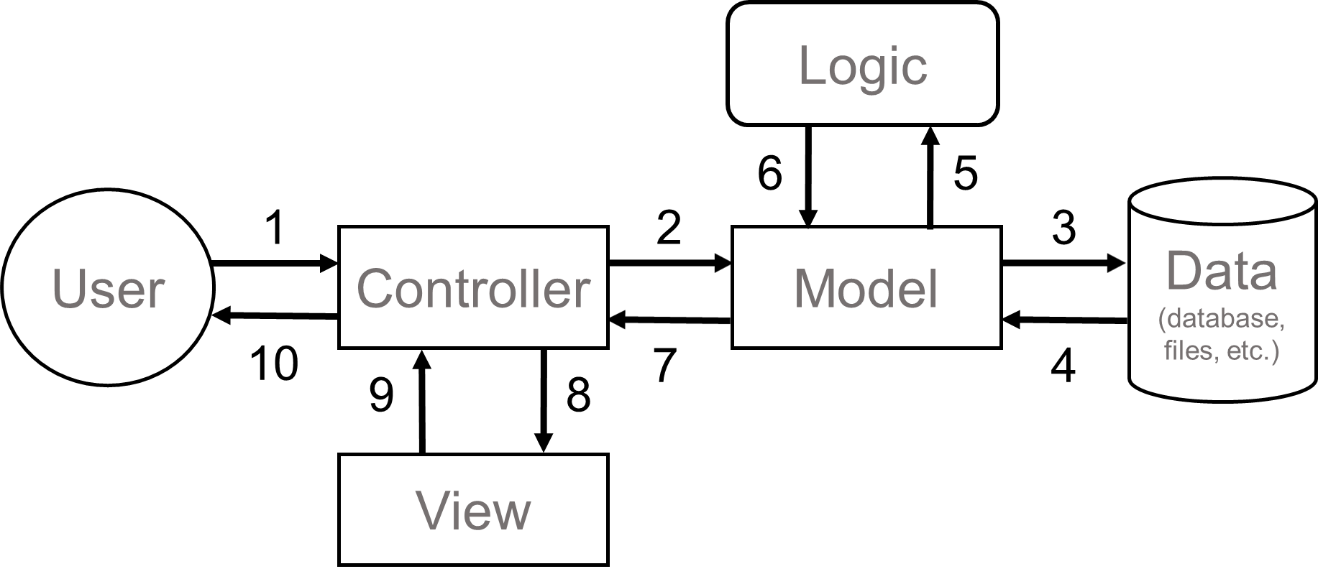 Logic
6
5
1
2
3
User
Controller
Model
Data
(database,
files, etc.)
10
9
8
7
4
View